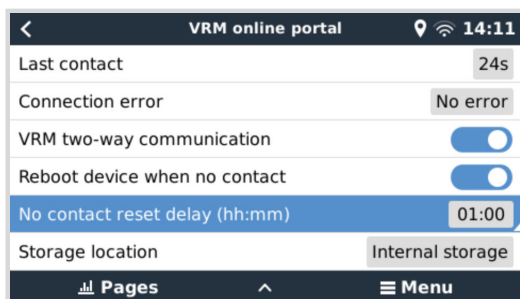 VRM online portal 14:11
Last contact 24s
Connection error No error
VRM two-way communication
Reboot device when no contact
No contact reset delay (hh:mm) 01:00
Storage location Internal storage
Pages Menu